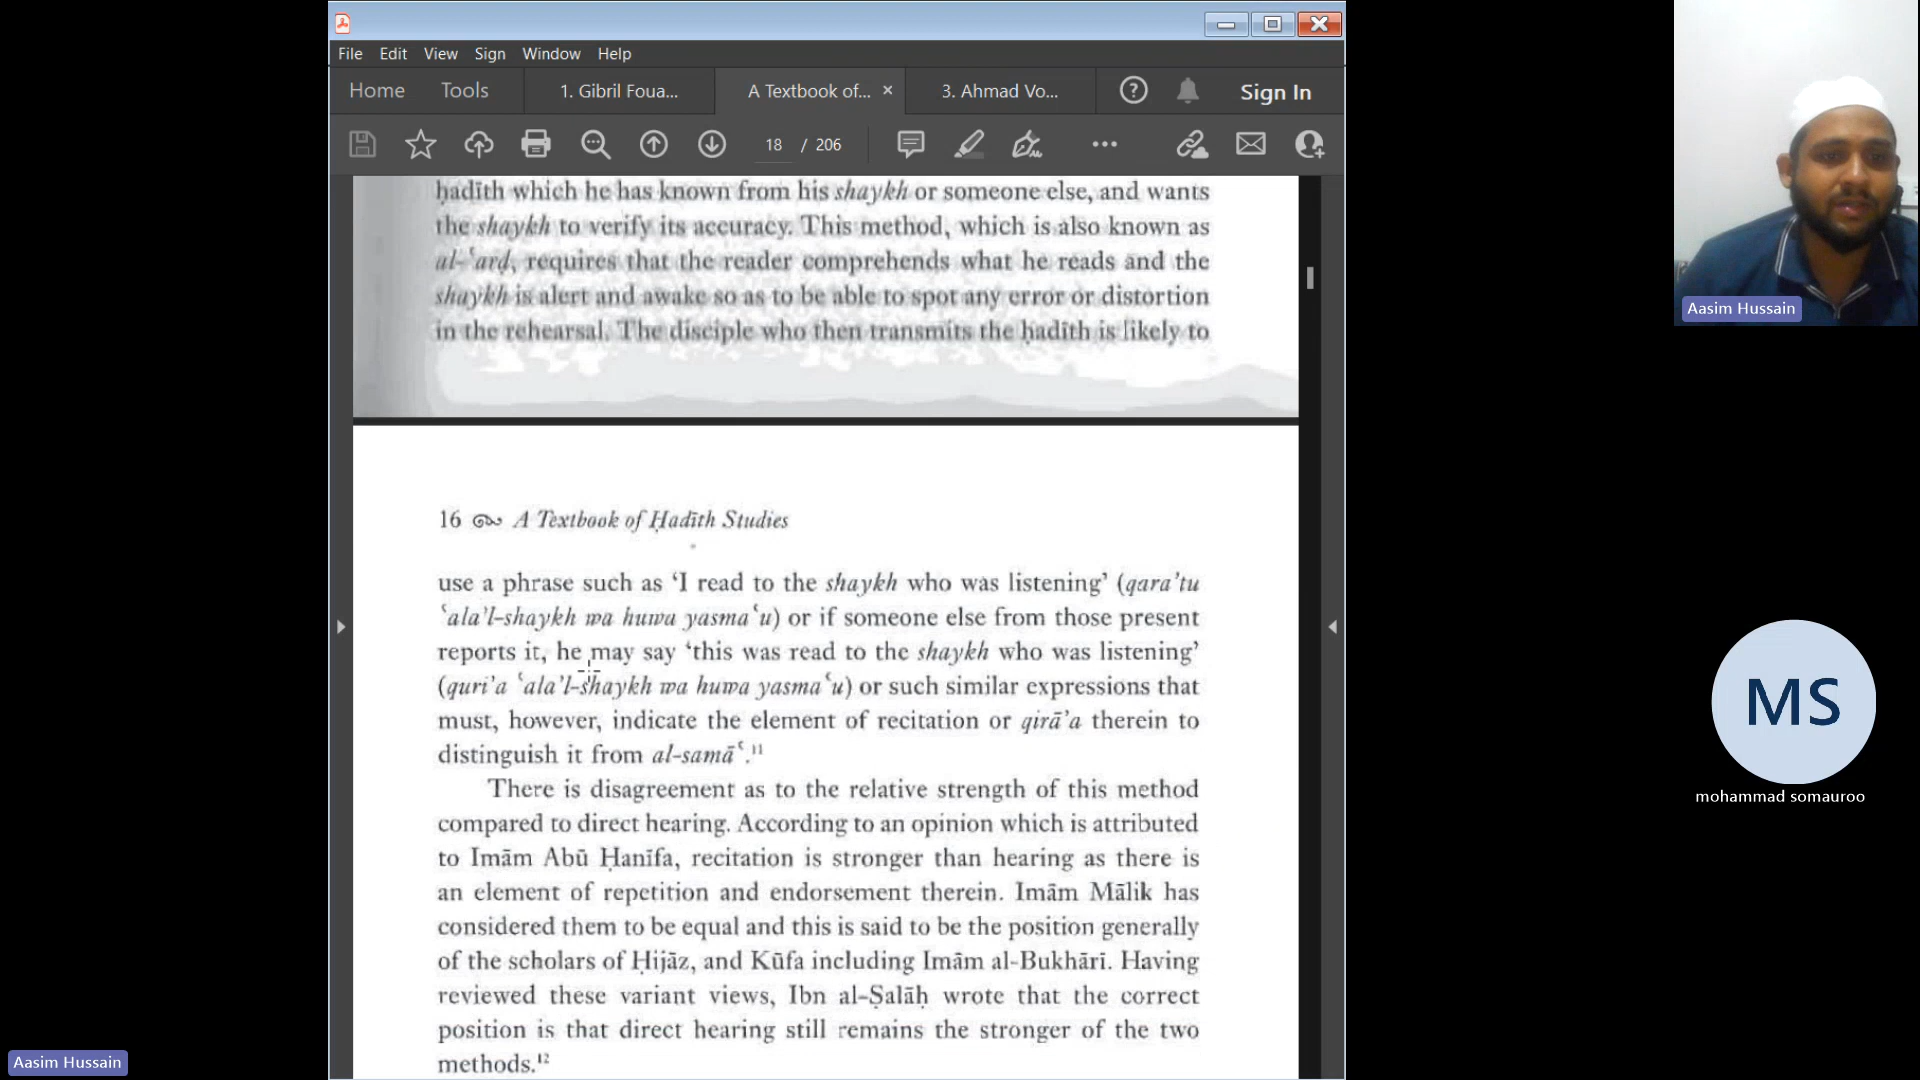 File Edit View Sign Window Help
Home Tools 1. Gibril Foua... A Textbook of... × 3. Ahmad Vo... ? Sign In
18 / 206
ḥadīth which he has known from his shaykh or someone else, and wants
the shaykh to verify its accuracy. This method, which is also known as
al-ʿarḍ, requires that the reader comprehends what he reads and the
shaykh is alert and awake so as to be able to spot any error or distortion
in the rehearsal. The disciple who then transmits the ḥadīth is likely to
16 A Textbook of Ḥadīth Studies
use a phrase such as ‘I read to the shaykh who was listening’ (qara’tu
ʿala’l-shaykh wa huwa yasmaʿu) or if someone else from those present
reports it, he may say ‘this was read to the shaykh who was listening’
(quri’a ʿala’l-shaykh wa huwa yasmaʿu) or such similar expressions that
must, however, indicate the element of recitation or qirā’a therein to
distinguish it from al-samāʿ.¹¹
There is disagreement as to the relative strength of this method
compared to direct hearing. According to an opinion which is attributed
to Imām Abū Ḥanīfa, recitation is stronger than hearing as there is
an element of repetition and endorsement therein. Imām Mālik has
considered them to be equal and this is said to be the position generally
of the scholars of Ḥijāz, and Kūfa including Imām al-Bukhārī. Having
reviewed these variant views, Ibn al-Ṣalāḥ wrote that the correct
position is that direct hearing still remains the stronger of the two
methods.¹²
Aasim Hussain
MS
mohammad somauroo
Aasim Hussain